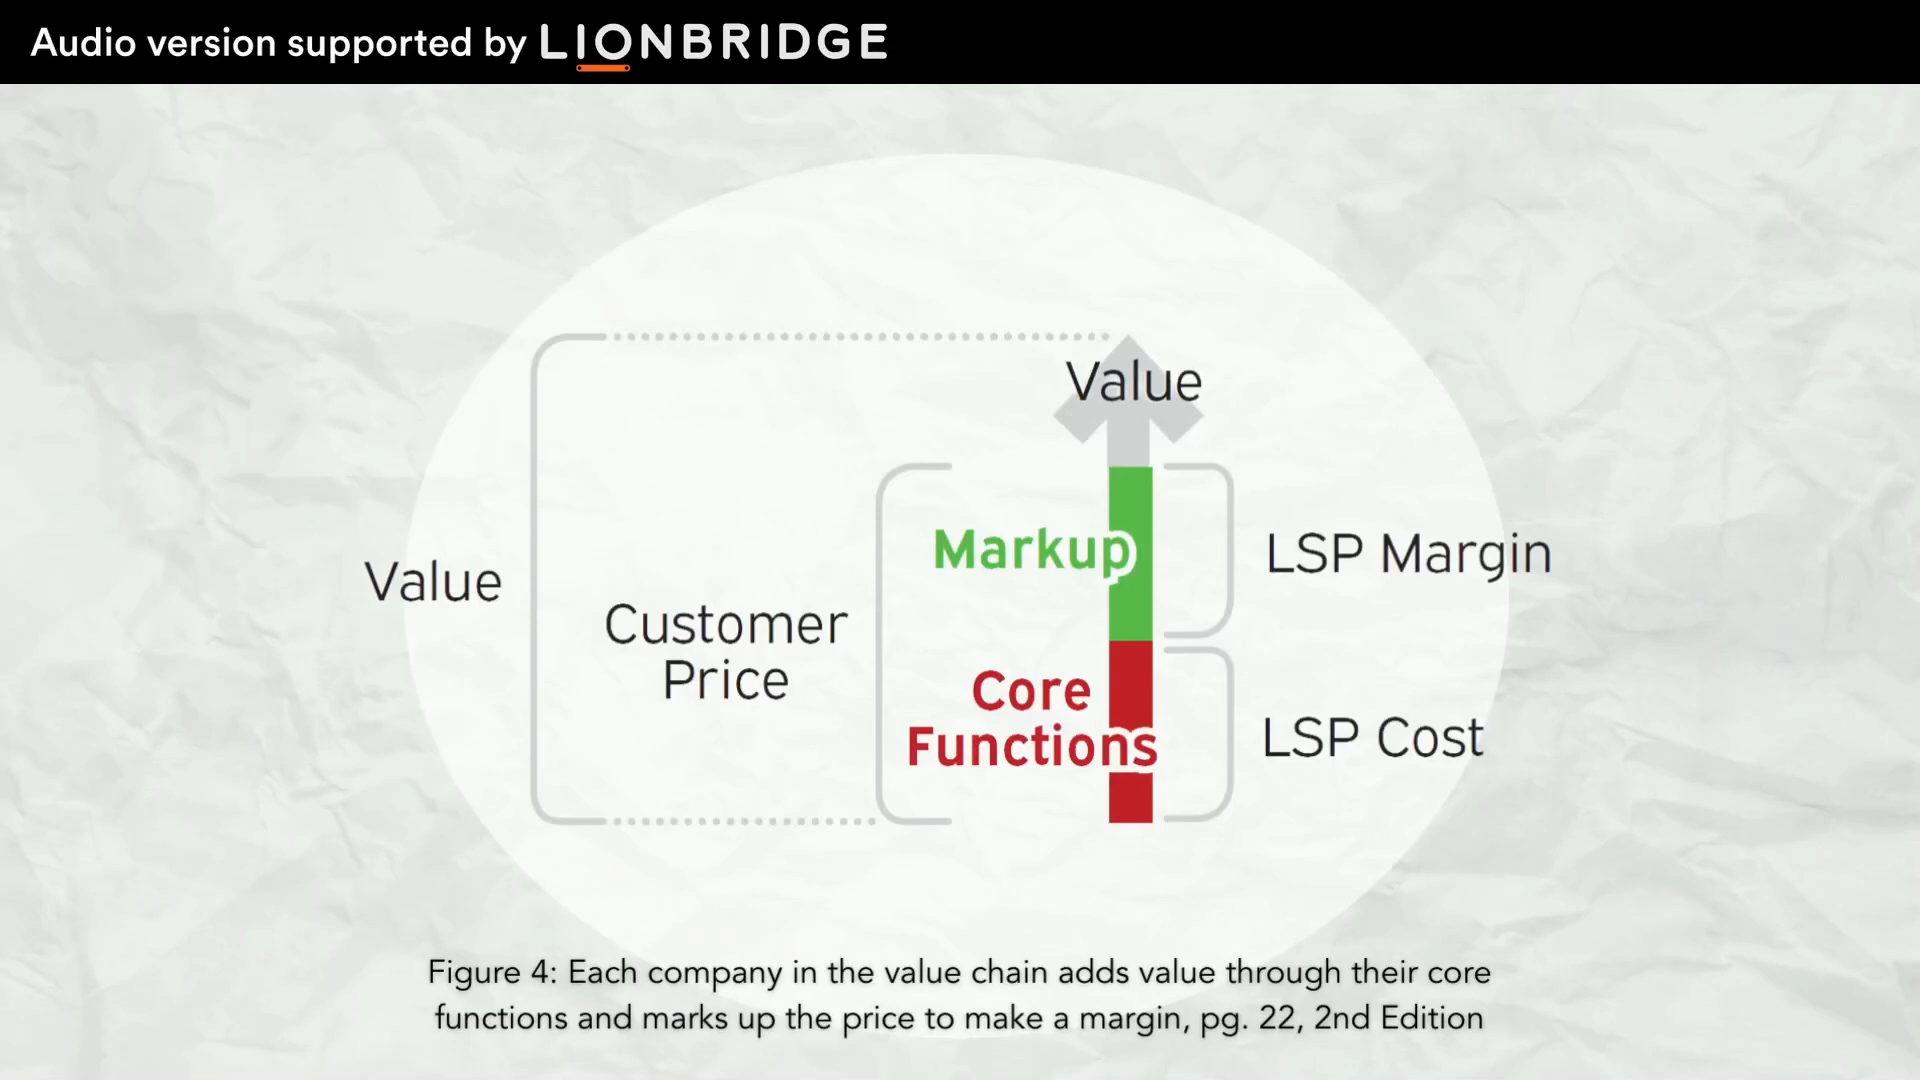 Audio version supported by LIONBRIDGE
Value
Markup
LSP Margin
Value
Customer
Price
Core
Functions
LSP Cost
Figure 4: Each company in the value chain adds value through their core
functions and marks up the price to make a margin, pg. 22, 2nd Edition